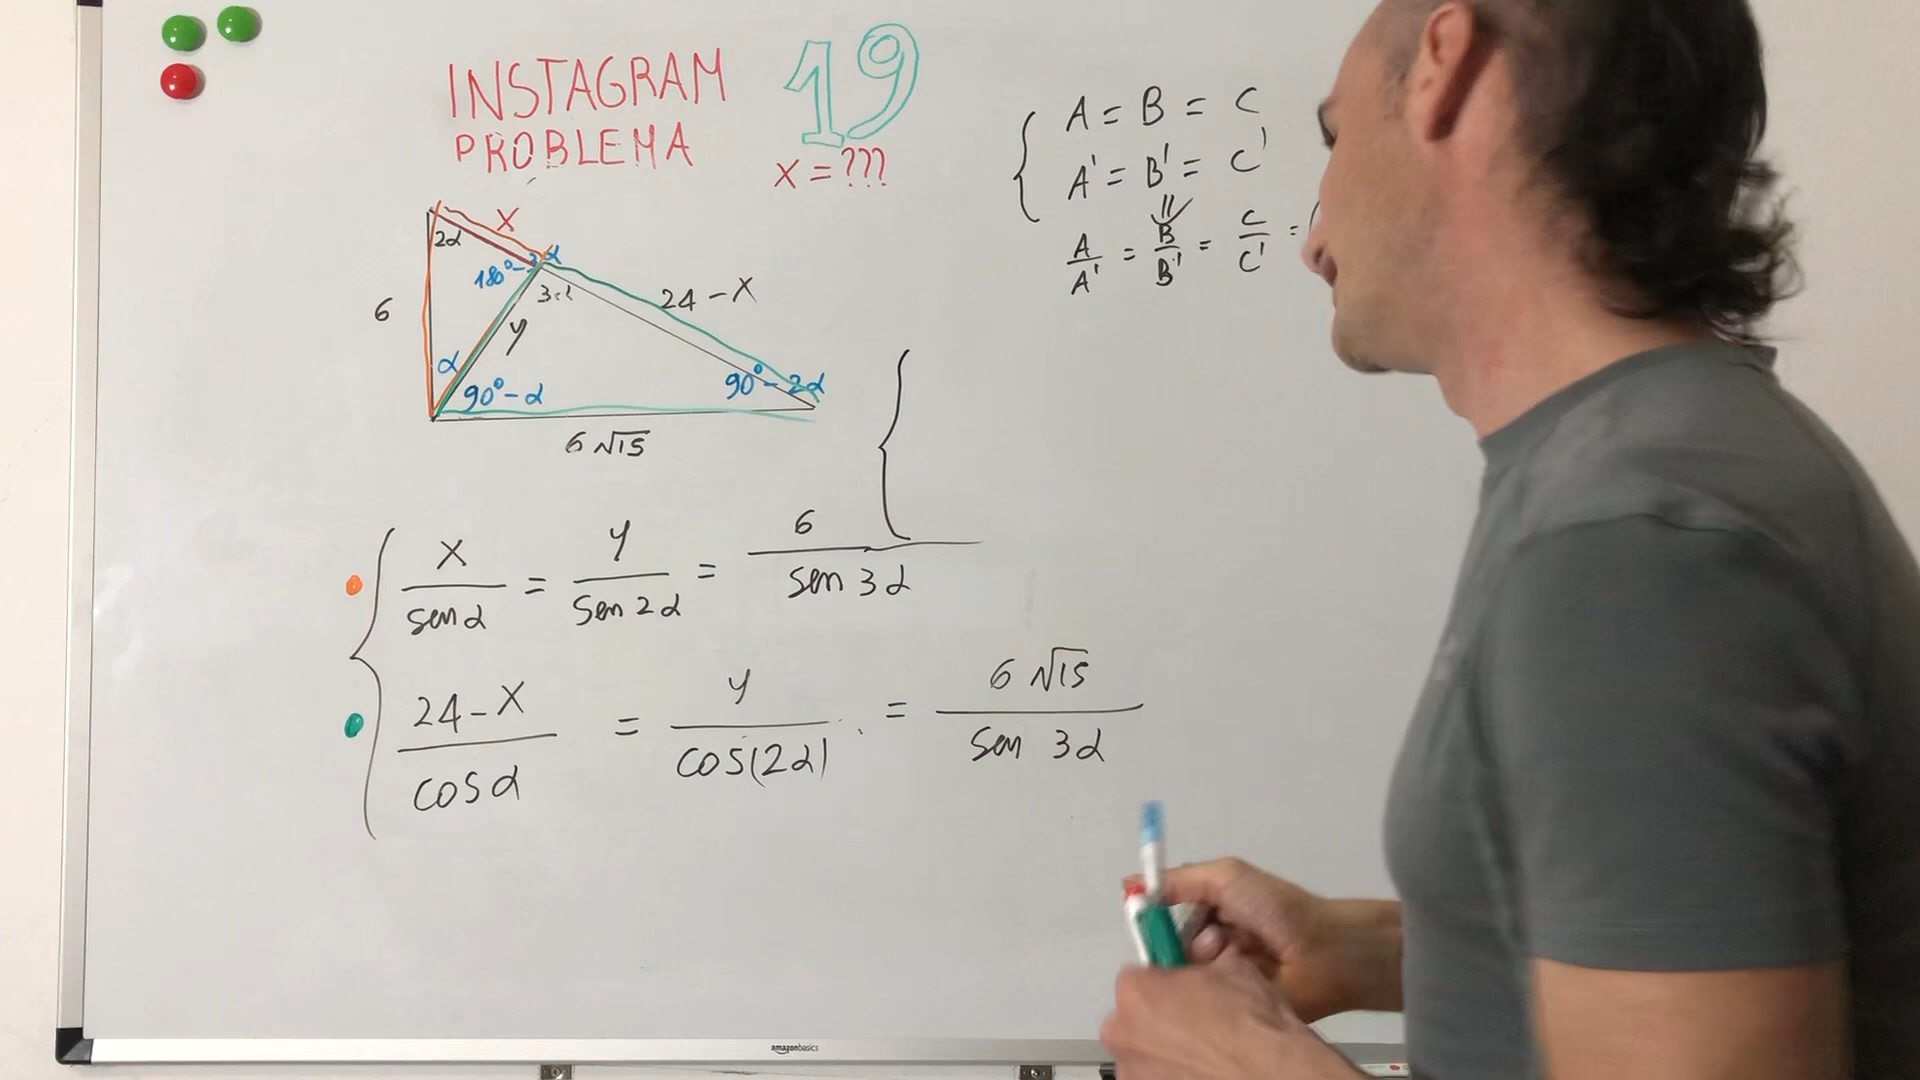 INSTAGRAM 19
PROBLEMA
x = ???
A = B = C
A' = B' = C'
A/A' = B/B' = C/C' =
x
2α
180° - 3α
3α
24 - x
6
y
α
90° - α
90° - 2α
6√15
x/sen α = y/sen 2α = 6/sen 3α
24 - x/cos α = y/cos(2α) = 6√15/sen 3α
amazonbasics